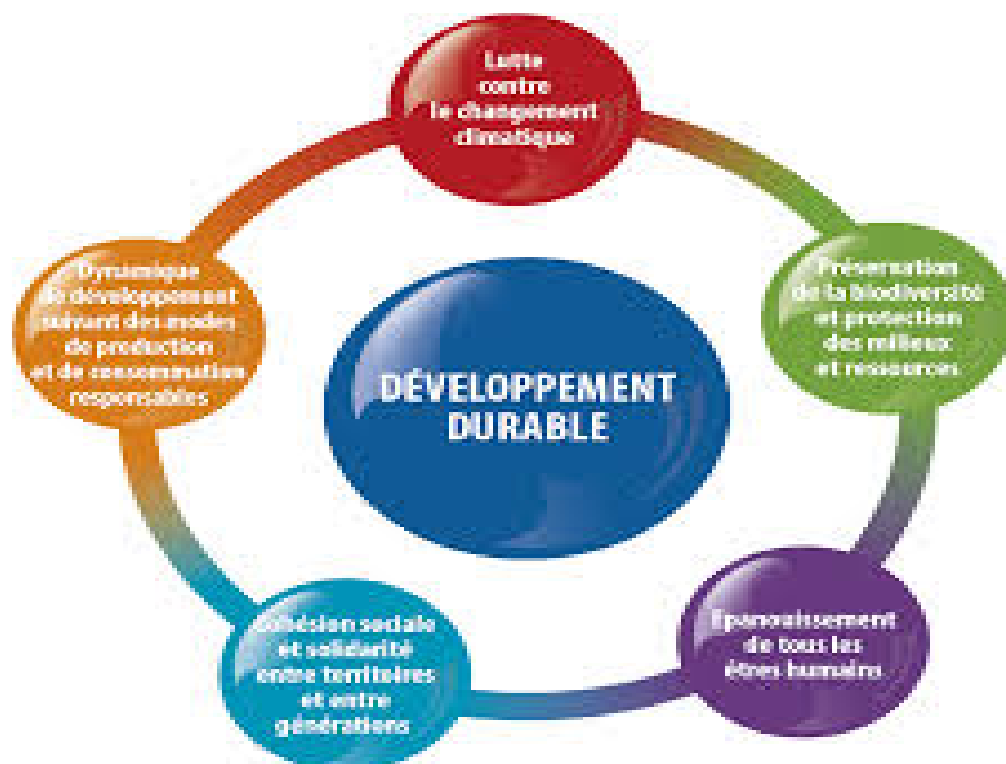 Lutte
contre
le changement
climatique
Préservation
de la biodiversité
et protection
des milieux
et ressources
Epanouissement
de tous les
êtres humains
Cohésion sociale
et solidarité
entre territoires
et entre
générations
Dynamique
de développement
suivant des modes
de production
et de consommation
responsables
DÉVELOPPEMENT
DURABLE